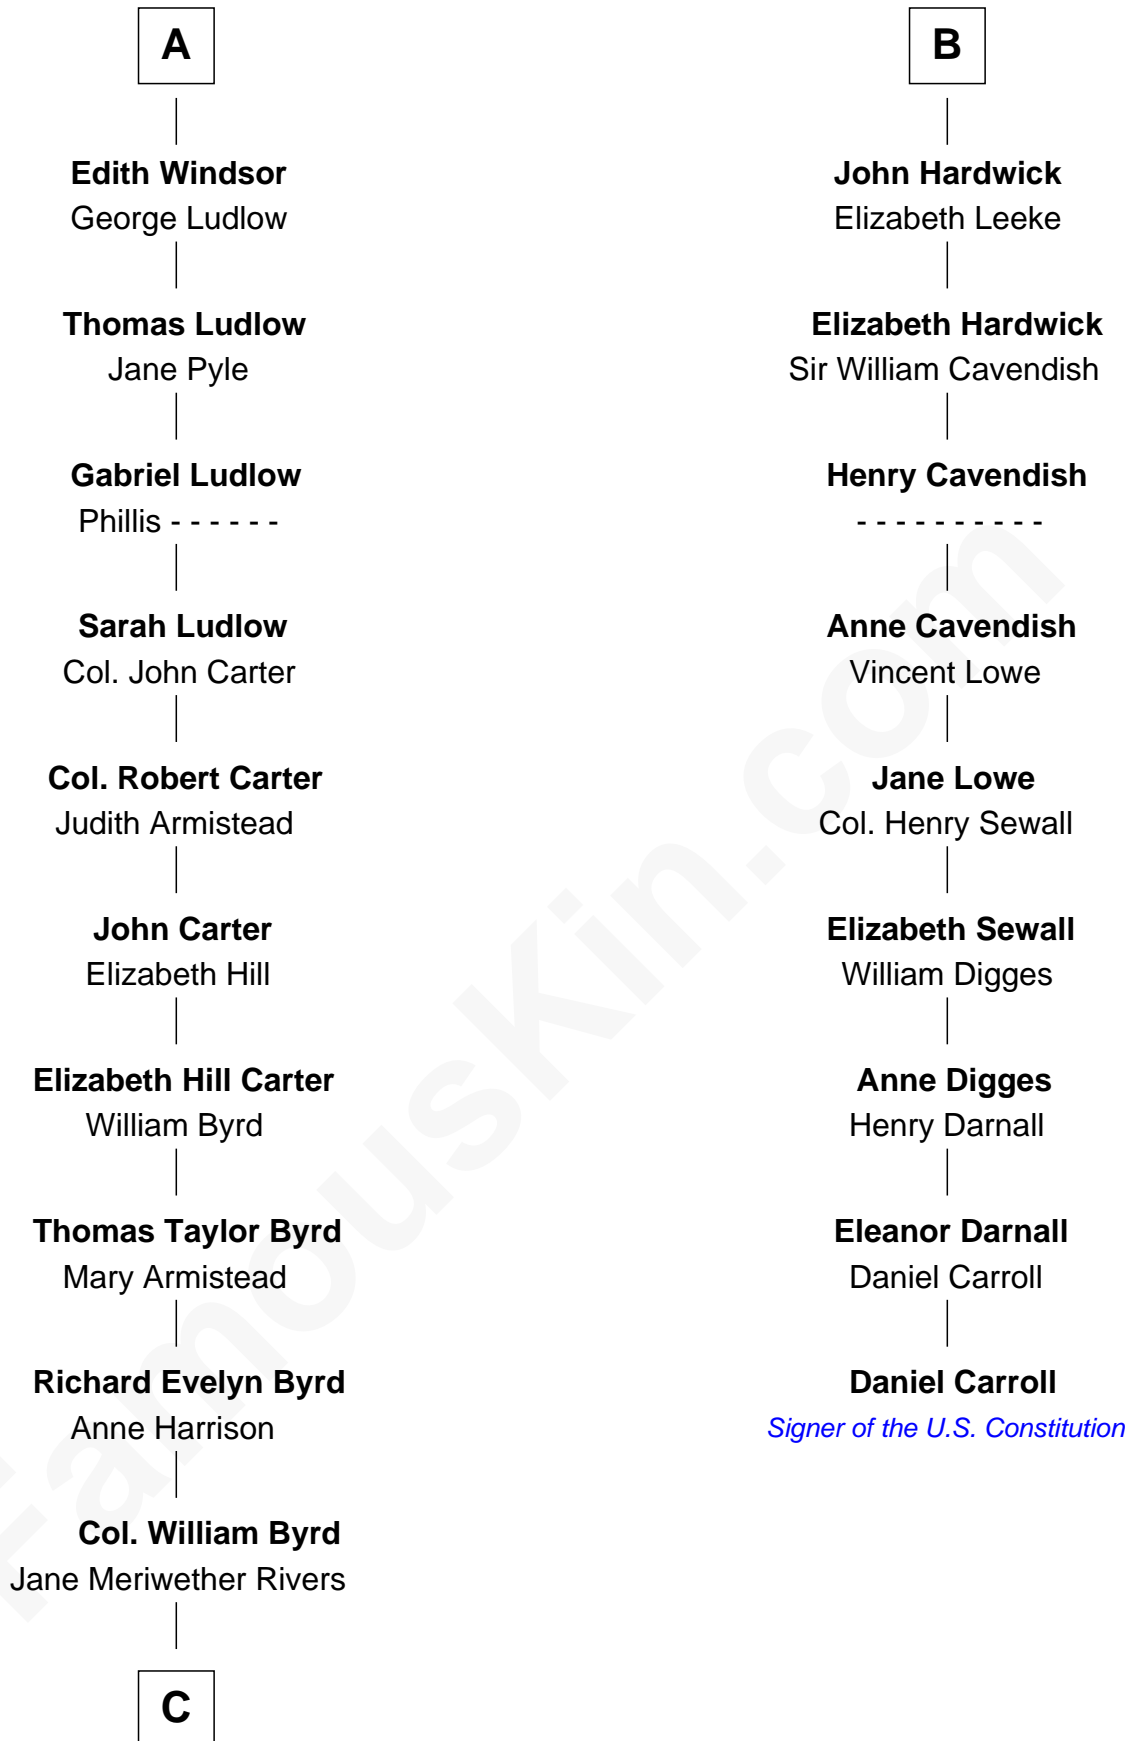 A
Edith Windsor
George Ludlow
Thomas Ludlow
Jane Pyle
Gabriel Ludlow
Phillis - - - - - -
Sarah Ludlow
Col. John Carter
Col. Robert Carter
Judith Armistead
John Carter
Elizabeth Hill
Elizabeth Hill Carter
William Byrd
Thomas Taylor Byrd
Mary Armistead
Richard Evelyn Byrd
Anne Harrison
Col. William Byrd
Jane Meriwether Rivers
C
B
John Hardwick
Elizabeth Leeke
Elizabeth Hardwick
Sir William Cavendish
Henry Cavendish
- - - - - - - - - -
Anne Cavendish
Vincent Lowe
Jane Lowe
Col. Henry Sewall
Elizabeth Sewall
William Digges
Anne Digges
Henry Darnall
Eleanor Darnall
Daniel Carroll
Daniel Carroll
Signer of the U.S. Constitution
FamousKin.com